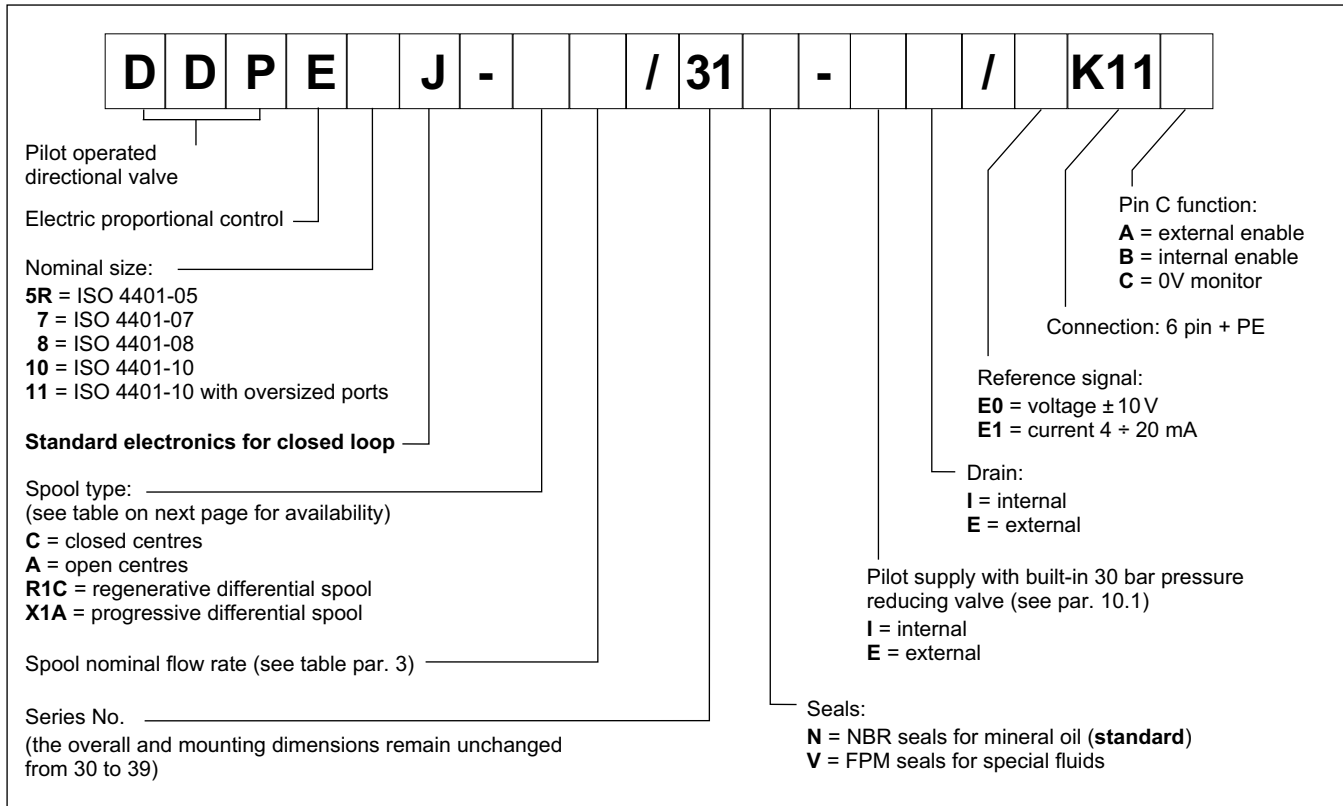 D D P E J - / 31 - / K11
Pilot operated
directional valve
Electric proportional control
Nominal size:
5R = ISO 4401-05
7 = ISO 4401-07
8 = ISO 4401-08
10 = ISO 4401-10
11 = ISO 4401-10 with oversized ports
Standard electronics for closed loop
Spool type:
(see table on next page for availability)
C = closed centres
A = open centres
R1C = regenerative differential spool
X1A = progressive differential spool
Spool nominal flow rate (see table par. 3)
Series No.
(the overall and mounting dimensions remain unchanged
from 30 to 39)
Pin C function:
A = external enable
B = internal enable
C = 0V monitor
Connection: 6 pin + PE
Reference signal:
E0 = voltage ± 10 V
E1 = current 4 ÷ 20 mA
Drain:
I = internal
E = external
Pilot supply with built-in 30 bar pressure
reducing valve (see par. 10.1)
I = internal
E = external
Seals:
N = NBR seals for mineral oil (standard)
V = FPM seals for special fluids